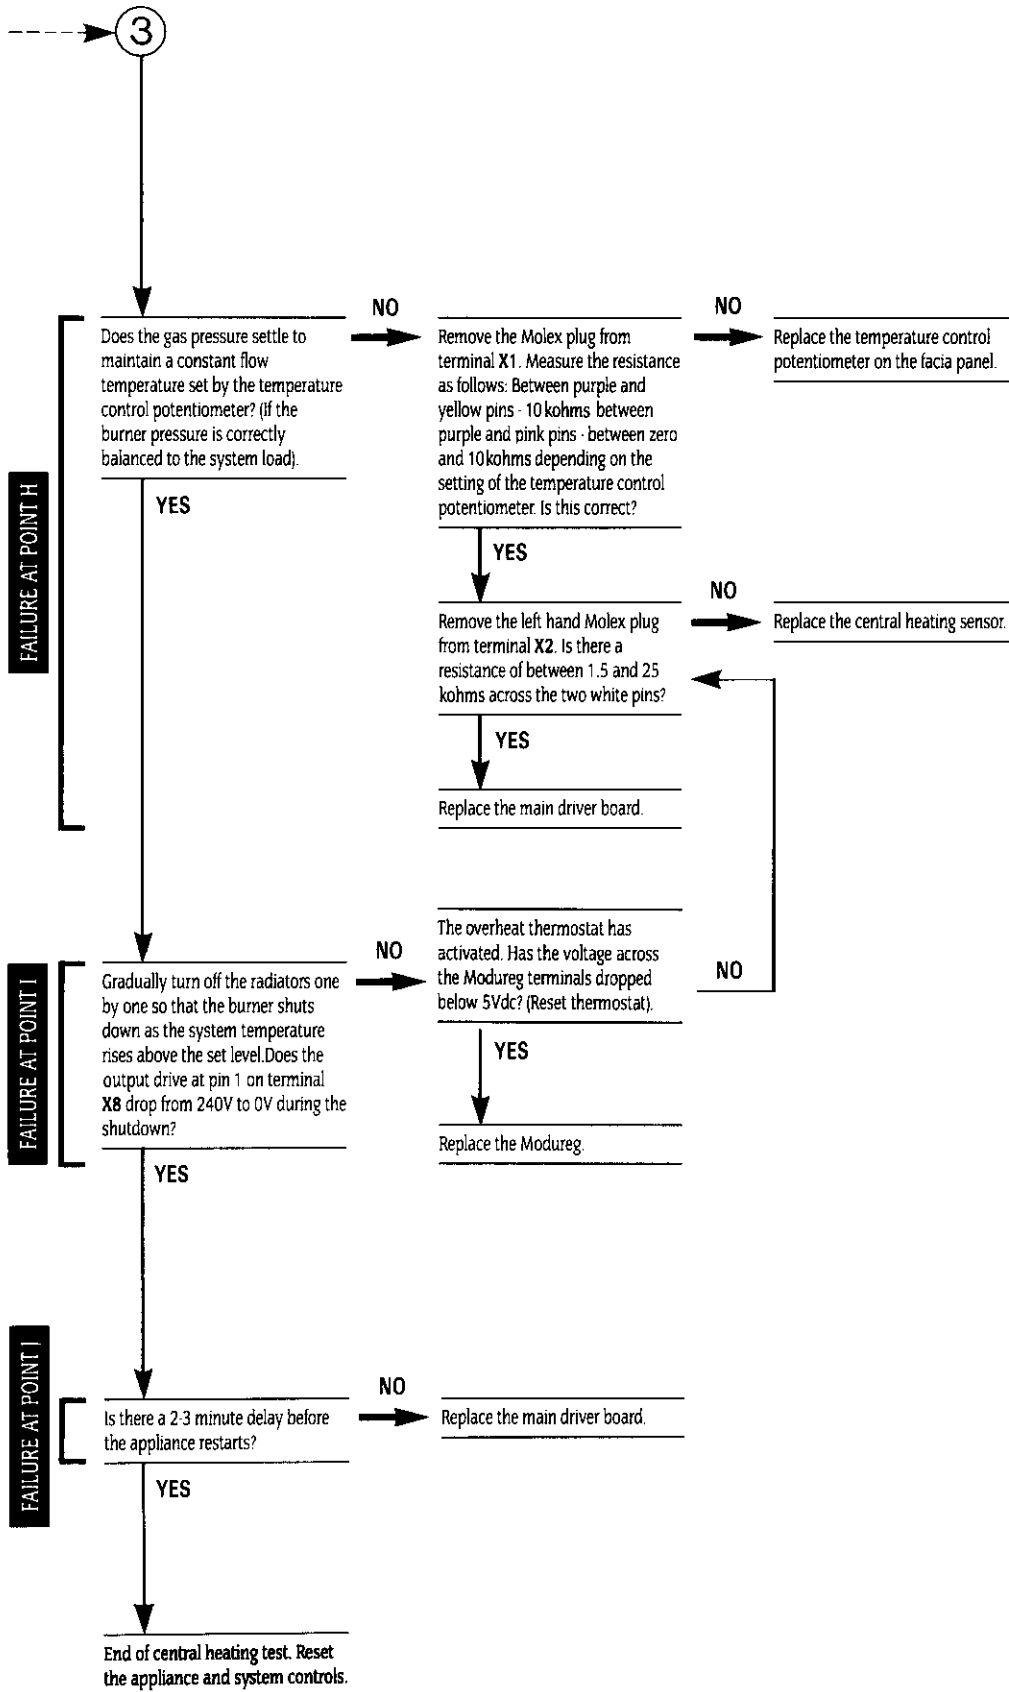 3
FAILURE AT POINT H
Does the gas pressure settle to
maintain a constant flow
temperature set by the temperature
control potentiometer? (If the
burner pressure is correctly
balanced to the system load).
NO
Remove the Molex plug from
terminal X1. Measure the resistance
as follows: Between purple and
yellow pins - 10 kohms between
purple and pink pins - between zero
and 10kohms depending on the
setting of the temperature control
potentiometer. Is this correct?
NO
Replace the temperature control
potentiometer on the facia panel.
YES
YES
Remove the left hand Molex plug
from terminal X2. Is there a
resistance of between 1.5 and 25
kohms across the two white pins?
NO
Replace the central heating sensor.
YES
Replace the main driver board.
FAILURE AT POINT I
Gradually turn off the radiators one
by one so that the burner shuts
down as the system temperature
rises above the set level.Does the
output drive at pin 1 on terminal
X8 drop from 240V to 0V during the
shutdown?
NO
The overheat thermostat has
activated. Has the voltage across
the Modureg terminals dropped
below 5Vdc? (Reset thermostat).
NO
YES
Replace the Modureg.
YES
FAILURE AT POINT J
Is there a 2-3 minute delay before
the appliance restarts?
NO
Replace the main driver board.
YES
End of central heating test. Reset
the appliance and system controls.